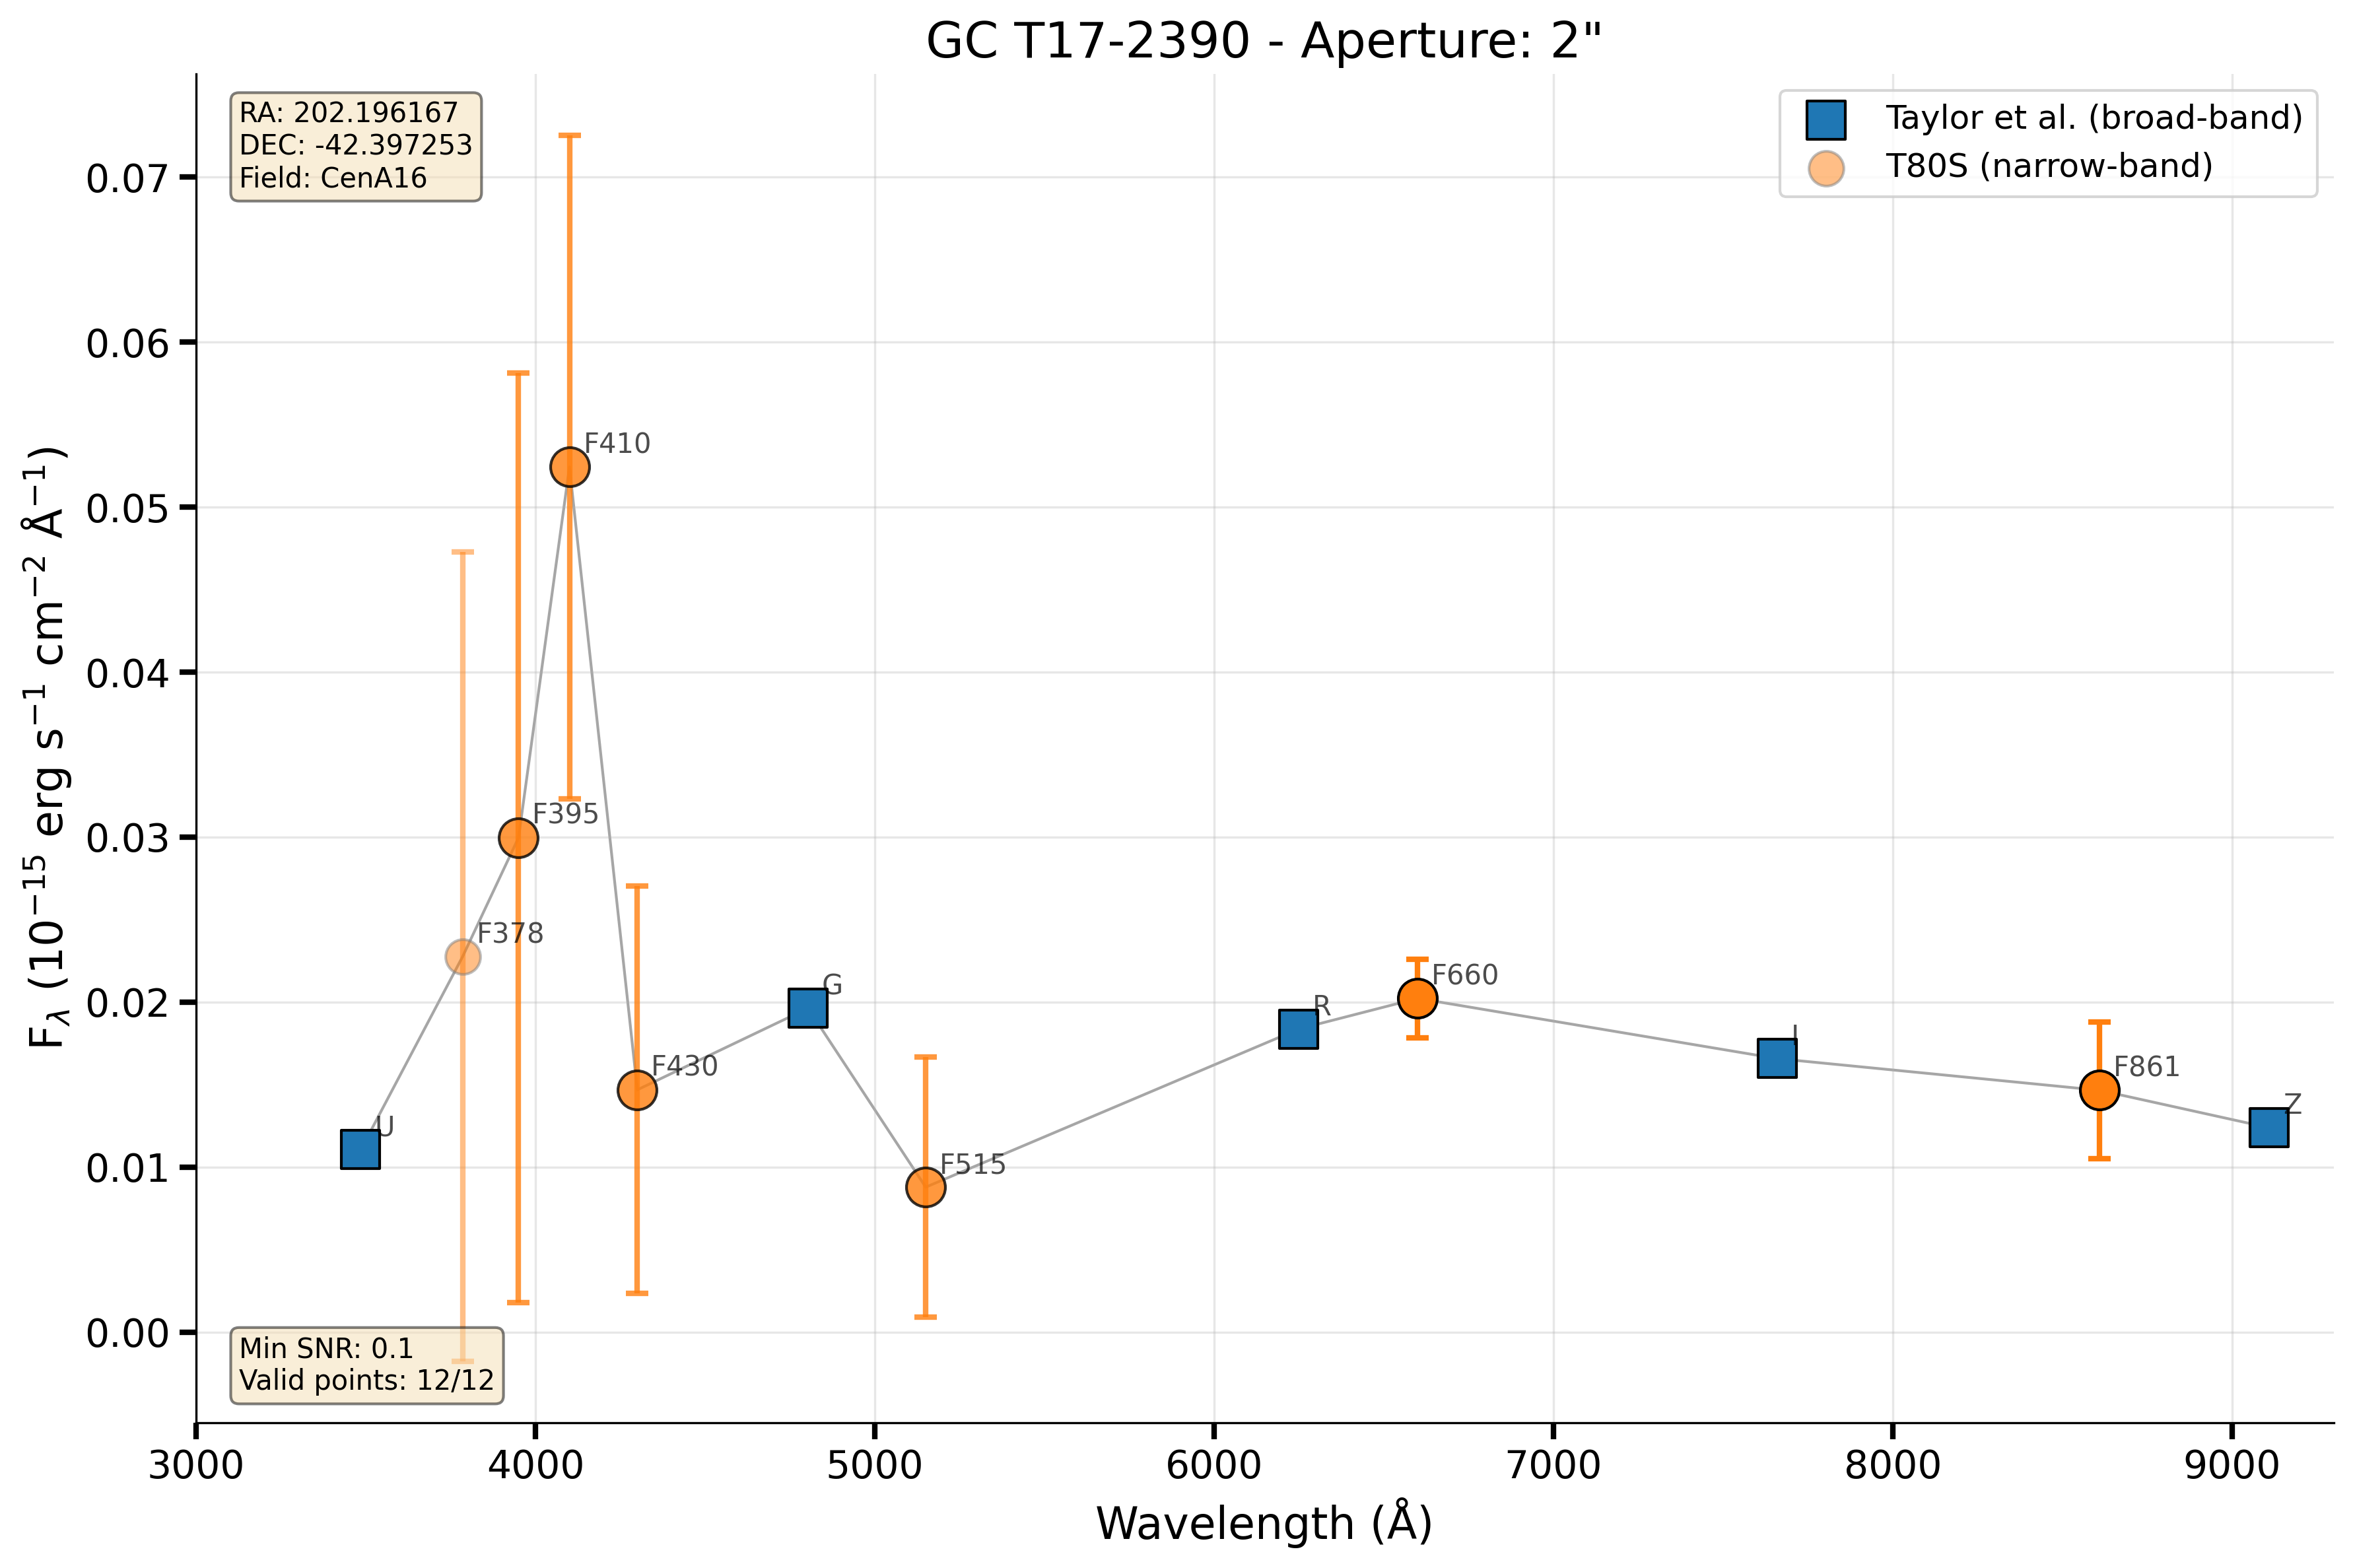 GC T17-2390 - Aperture: 2"
RA: 202.196167
DEC: -42.397253
Field: CenA16
Taylor et al. (broad-band)
T80S (narrow-band)
0.07
0.06
0.05
0.04
0.03
0.02
0.01
0.00
F_λ (10⁻¹⁵ erg s⁻¹ cm⁻² Å⁻¹)
U
F378
F395
F410
F430
G
F515
R
F660
I
F861
Z
Min SNR: 0.1
Valid points: 12/12
3000 4000 5000 6000 7000 8000 9000
Wavelength (Å)